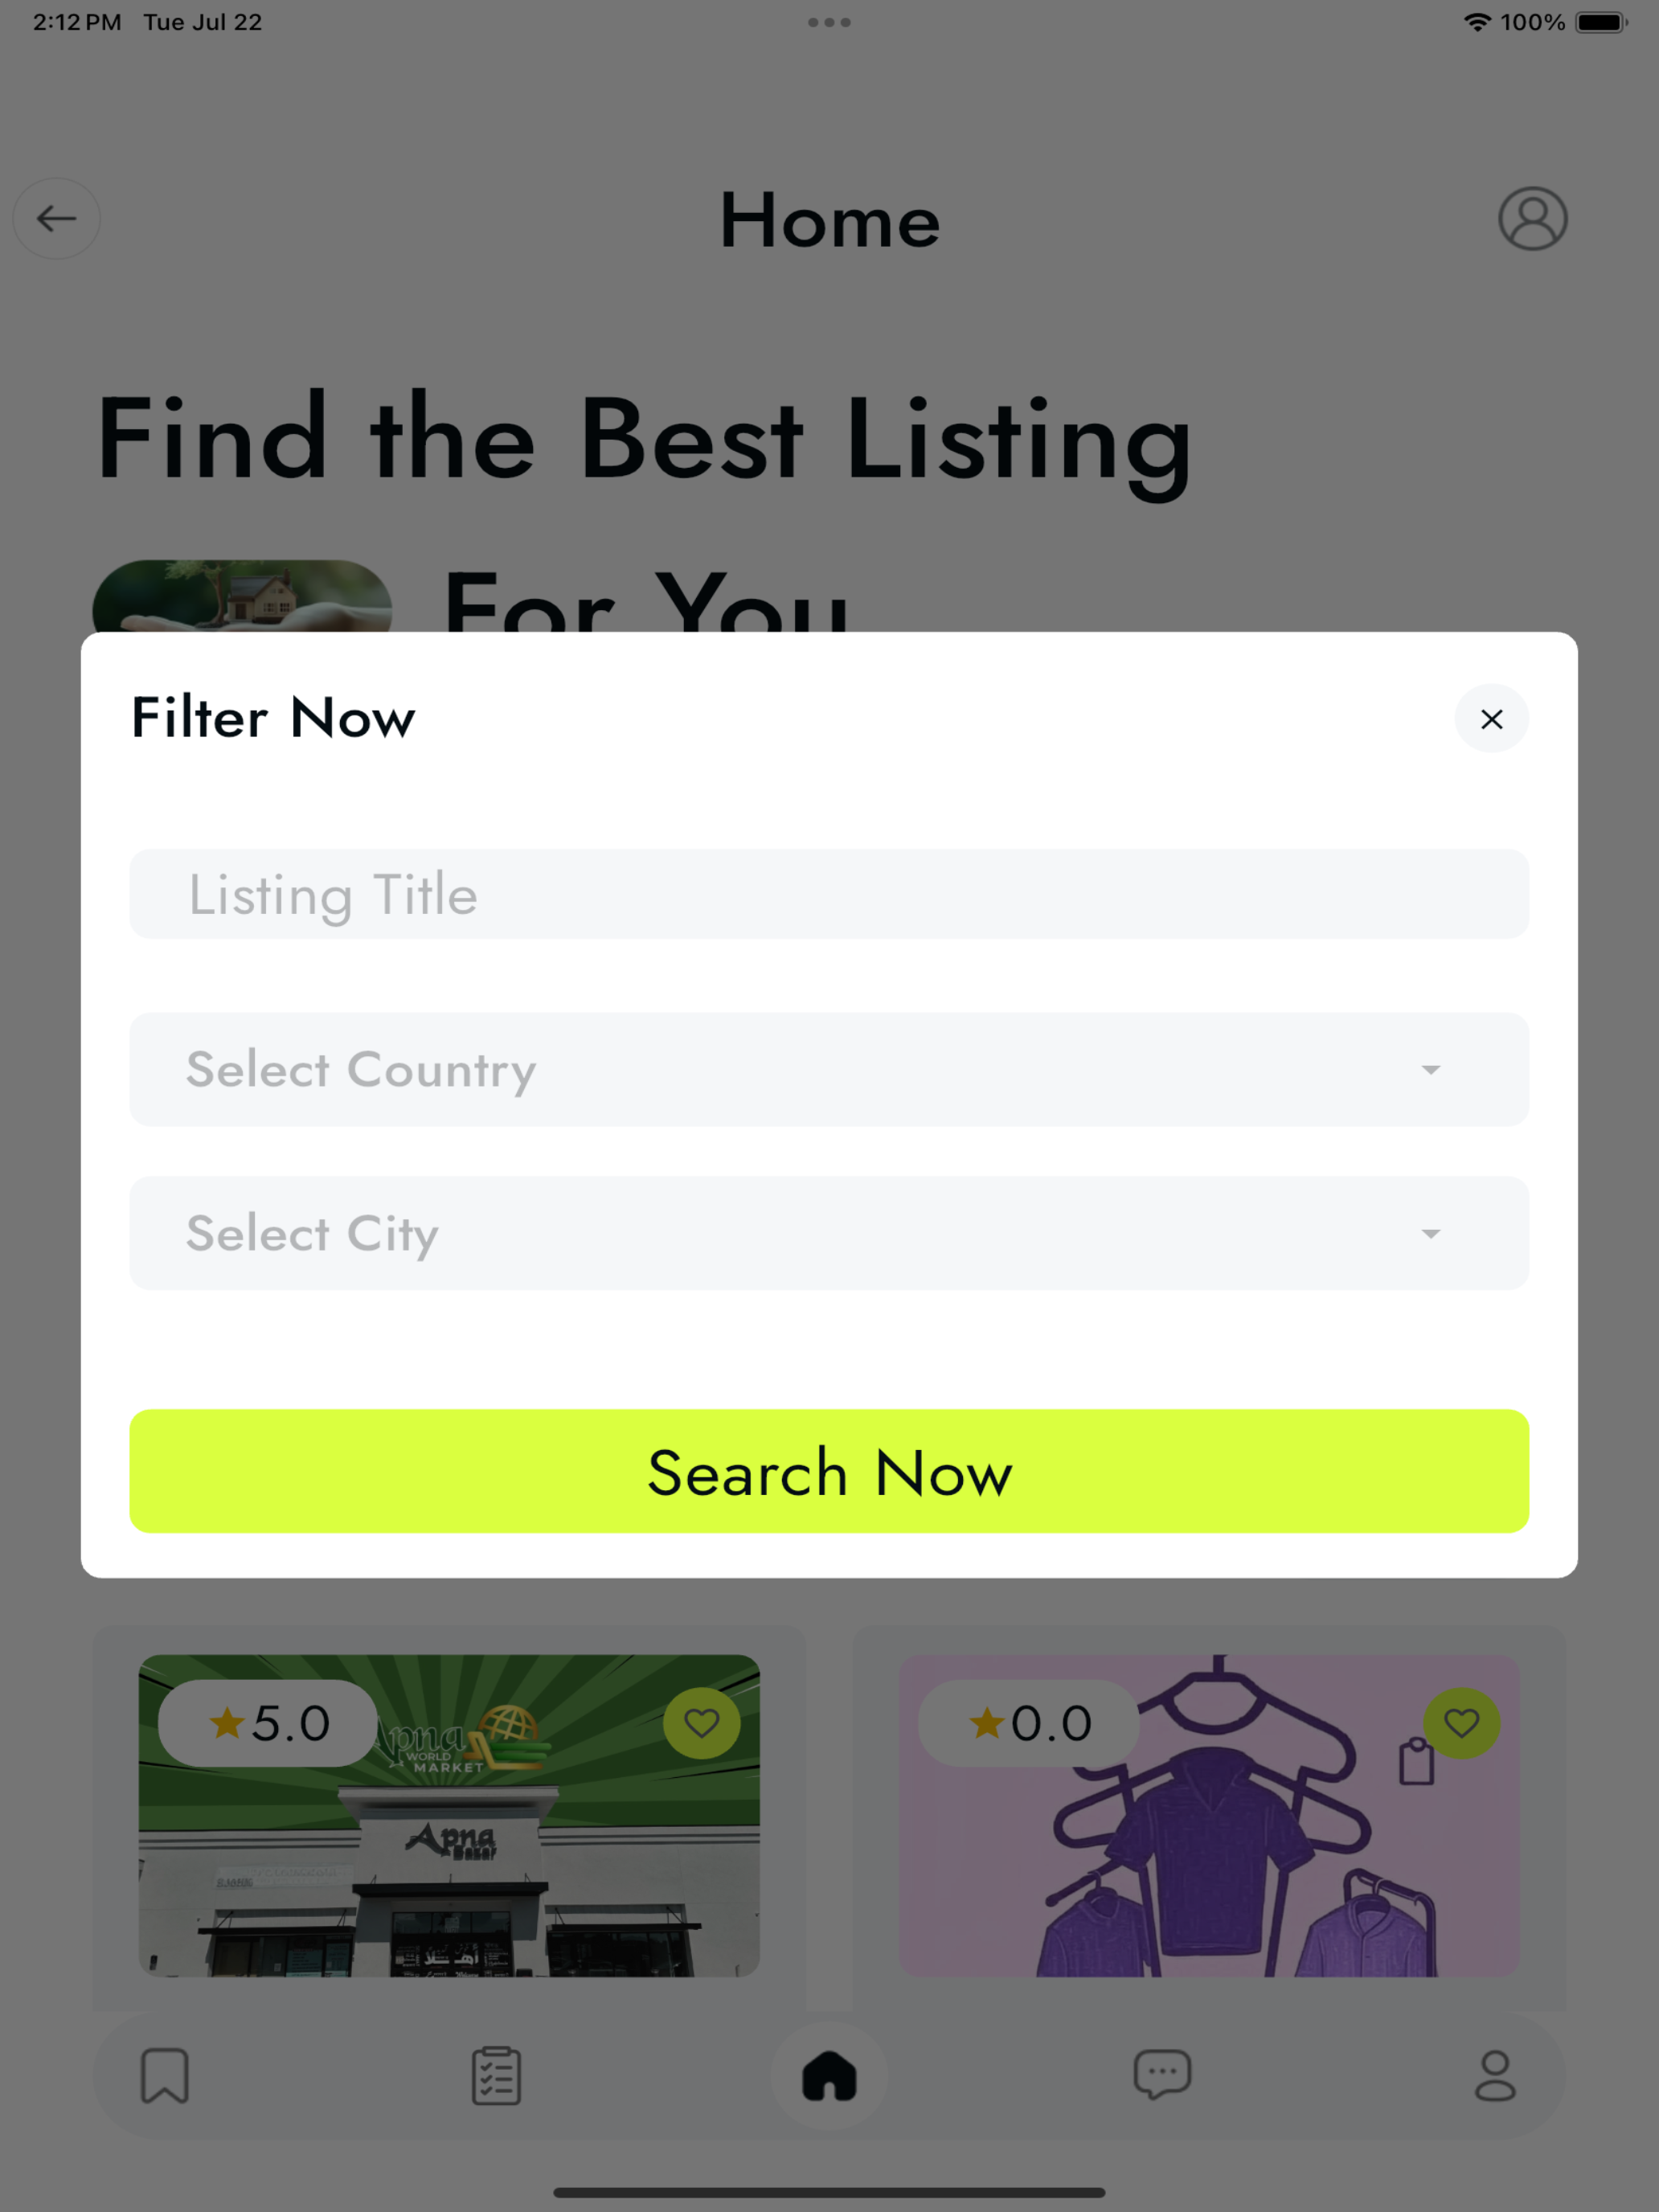 2:12 PM Tue Jul 22
100%
Home
Find the Best Listing
For You
Filter Now
Listing Title
Select Country
Select City
Search Now
5.0
Apna
WORLD
MARKET
Apna
0.0